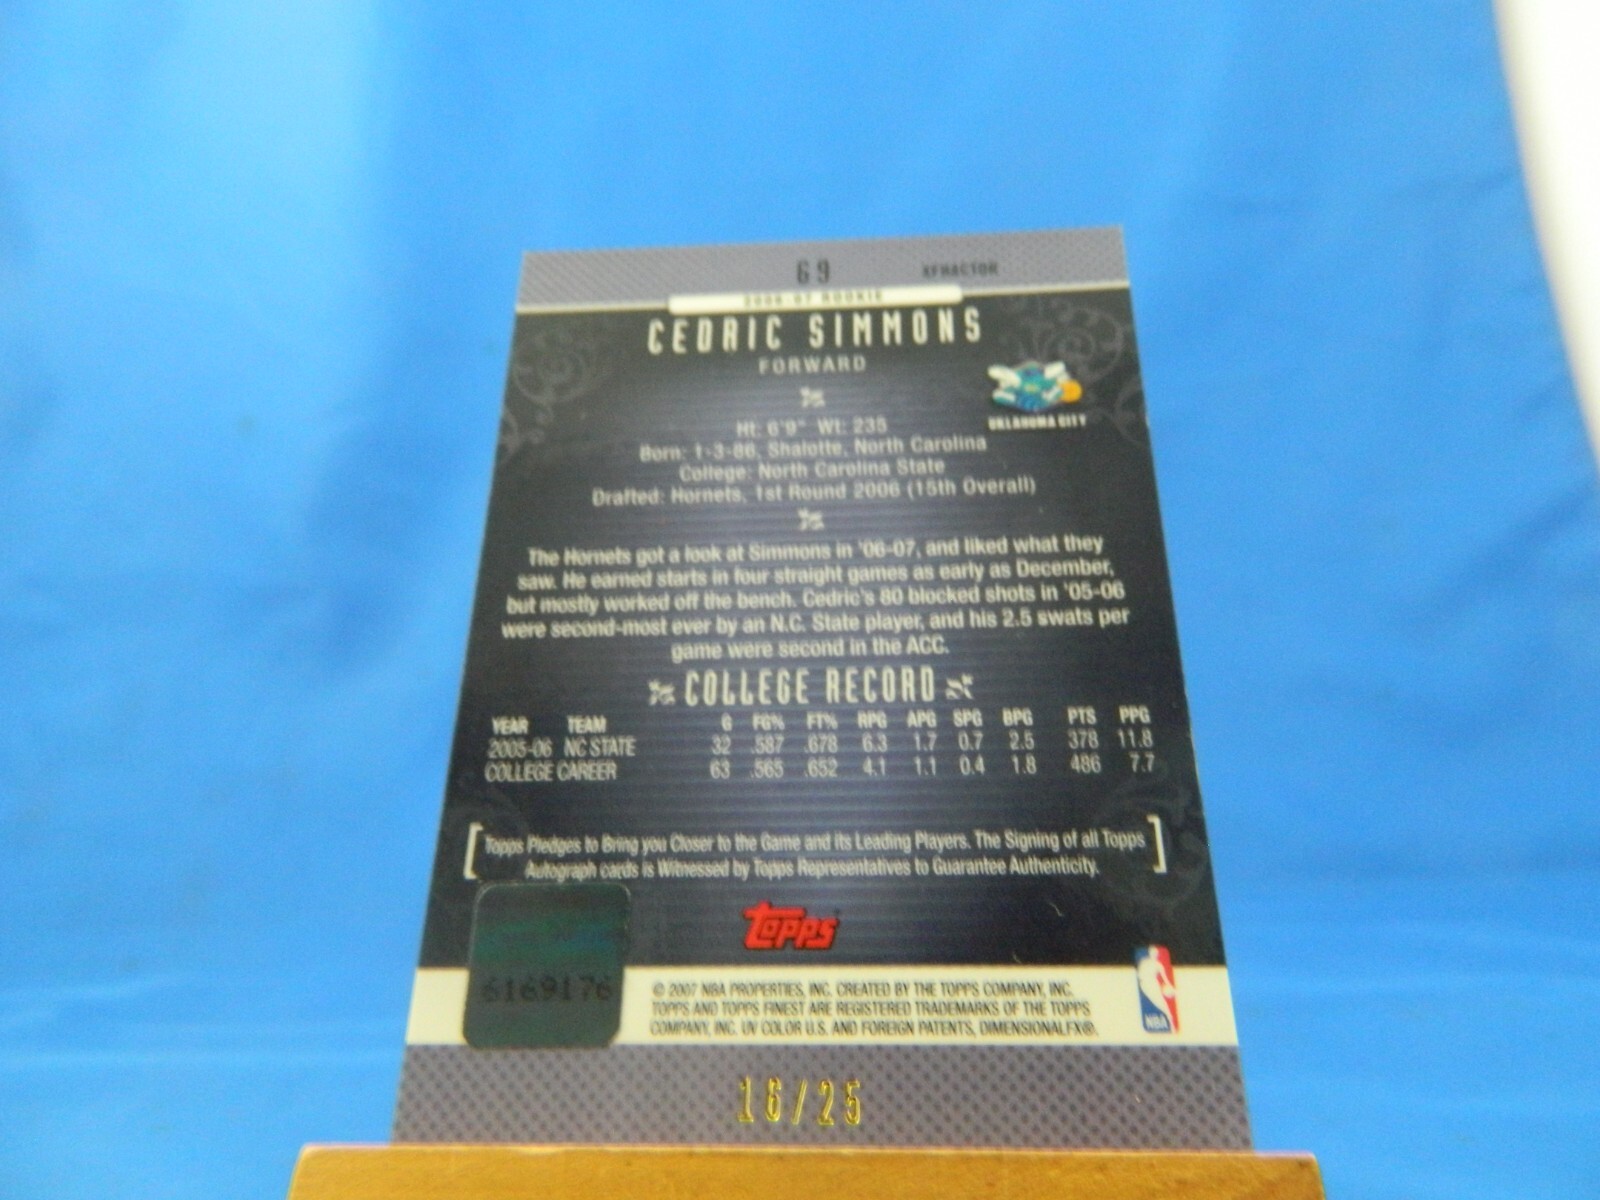 69 XFRACTOR
2006-07 ROOKIE
CEDRIC SIMMONS
FORWARD
OKLAHOMA CITY
Ht: 6'9" Wt: 235
Born: 1-3-86, Shalotte, North Carolina
College: North Carolina State
Drafted: Hornets, 1st Round 2006 (15th Overall)
The Hornets got a look at Simmons in '06-07, and liked what they
saw. He earned starts in four straight games as early as December,
but mostly worked off the bench. Cedric's 80 blocked shots in '05-06
were second-most ever by an N.C. State player, and his 2.5 swats per
game were second in the ACC.
COLLEGE RECORD
YEAR TEAM G FG% FT% RPG APG SPG BPG PTS PPG
2005-06 NC STATE 32 .587 .678 6.3 1.7 0.7 2.5 378 11.8
COLLEGE CAREER 63 .565 .652 4.1 1.1 0.4 1.8 486 7.7
[Topps Pledges to Bring you Closer to the Game and its Leading Players. The Signing of all Topps
Autograph cards is Witnessed by Topps Representatives to Guarantee Authenticity.]
topps
6169176
© 2007 NBA PROPERTIES, INC. CREATED BY THE TOPPS COMPANY, INC.
TOPPS AND TOPPS FINEST ARE REGISTERED TRADEMARKS OF THE TOPPS
COMPANY, INC. UV COLOR U.S. AND FOREIGN PATENTS, DIMENSIONALFX®.
NBA
16/25